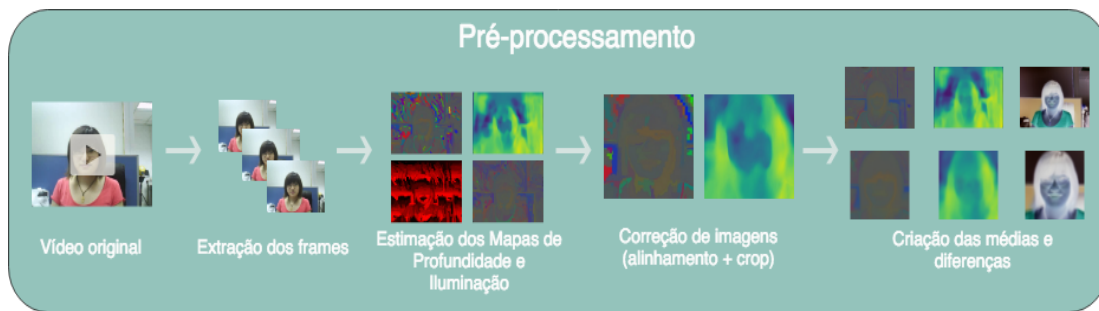 Pré-processamento
Vídeo original
Extração dos frames
Estimação dos Mapas de
Profundidade e
Iluminação
Correção de imagens
(alinhamento + crop)
Criação das médias e
diferenças